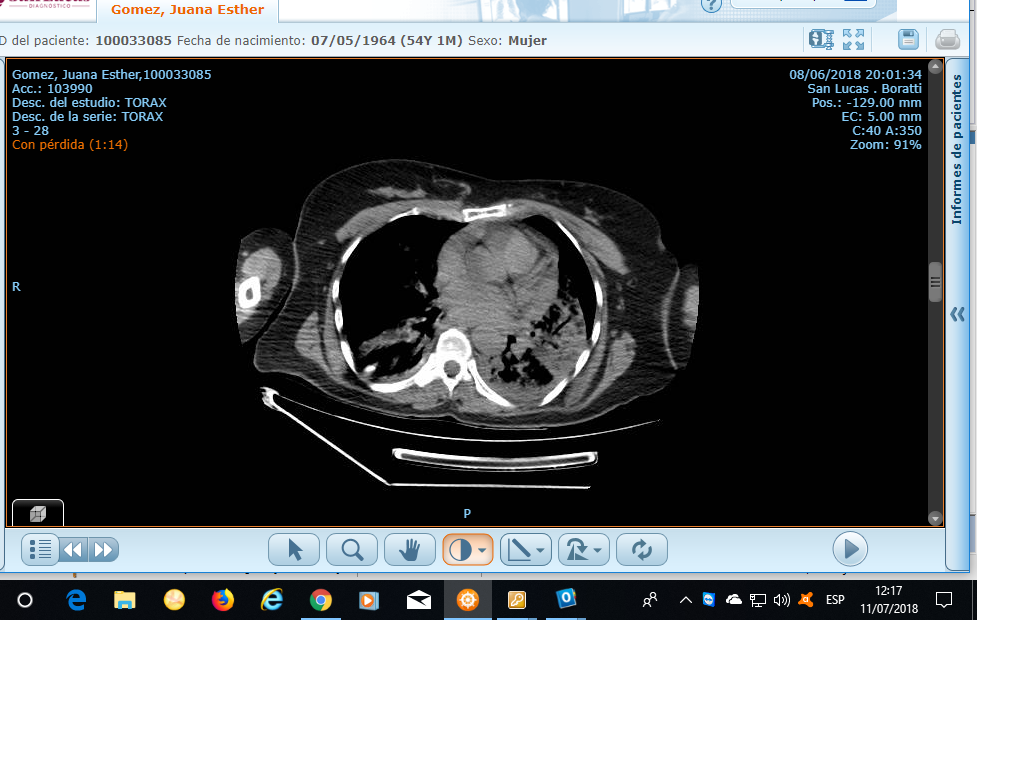 DIAGNOSTICO
Gomez, Juana Esther
D del paciente: 100033085 Fecha de nacimiento: 07/05/1964 (54Y 1M) Sexo: Mujer
Gomez, Juana Esther,100033085
Acc.: 103990
Desc. del estudio: TORAX
Desc. de la serie: TORAX
3 - 28
Con pérdida (1:14)
08/06/2018 20:01:34
San Lucas . Boratti
Pos.: -129.00 mm
EC: 5.00 mm
C:40 A:350
Zoom: 91%
Informes de pacientes
R
P
ESP
12:17
11/07/2018